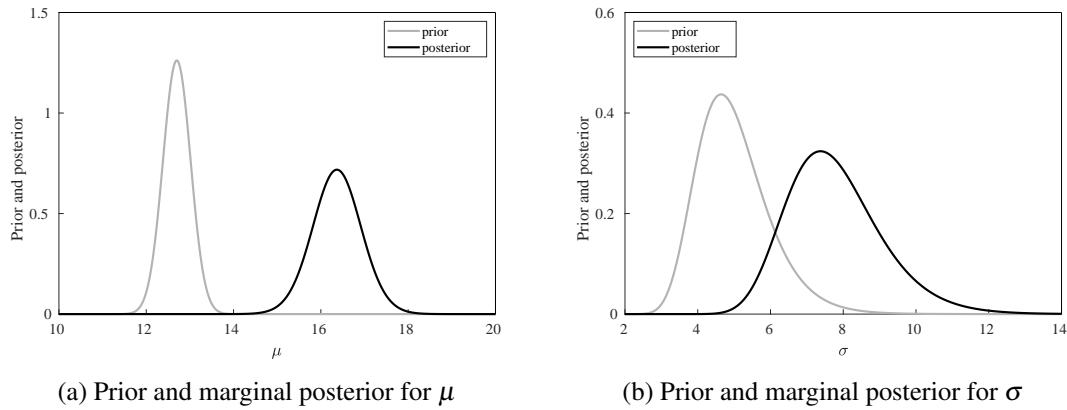 1.5
1
0.5
0
Prior and posterior
10 12 14 16 18 20
μ
prior
posterior
(a) Prior and marginal posterior for μ
0.6
0.4
0.2
0
Prior and posterior
2 4 6 8 10 12 14
σ
prior
posterior
(b) Prior and marginal posterior for σ